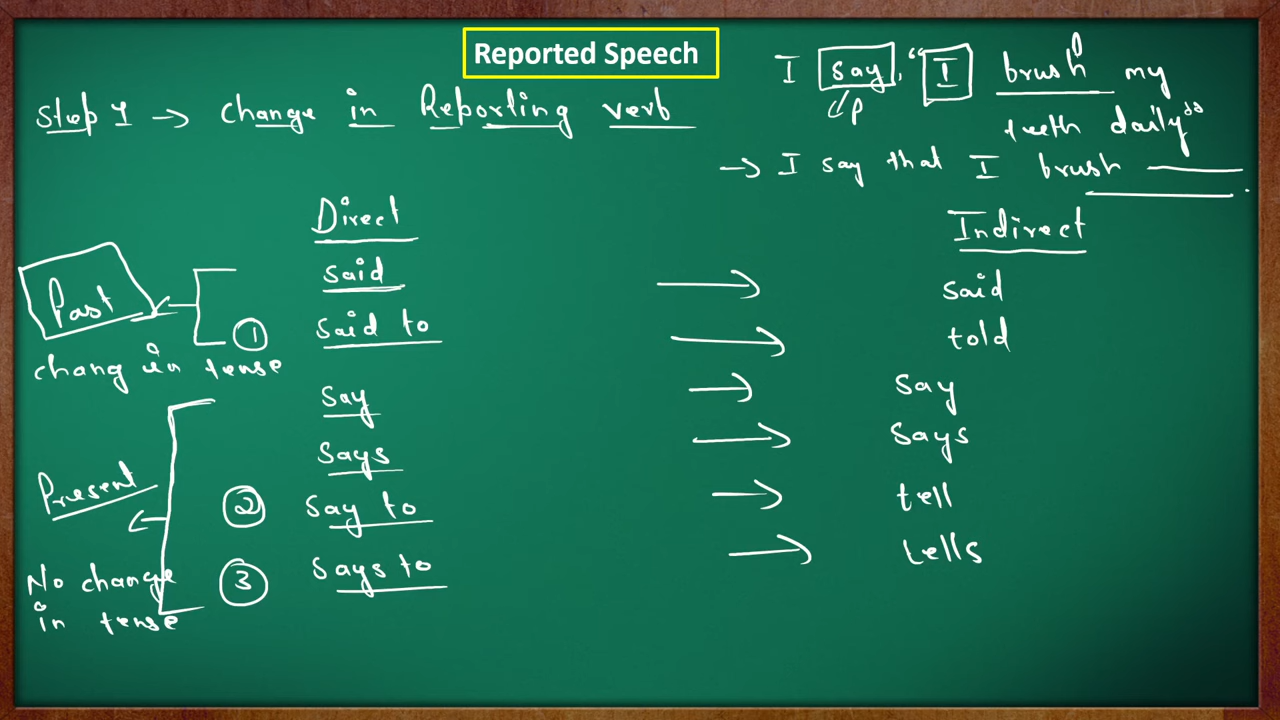 Reported Speech
I say, "I brush my
↙P
teeth daily"
Step 1 → change in Reporting verb
→ I say that I brush ———.
Direct
Indirect
said → said
Past
① said to → told
chang in tense
say → say
says → says
Present
② say to → tell
③ says to → tells
No change
in tense